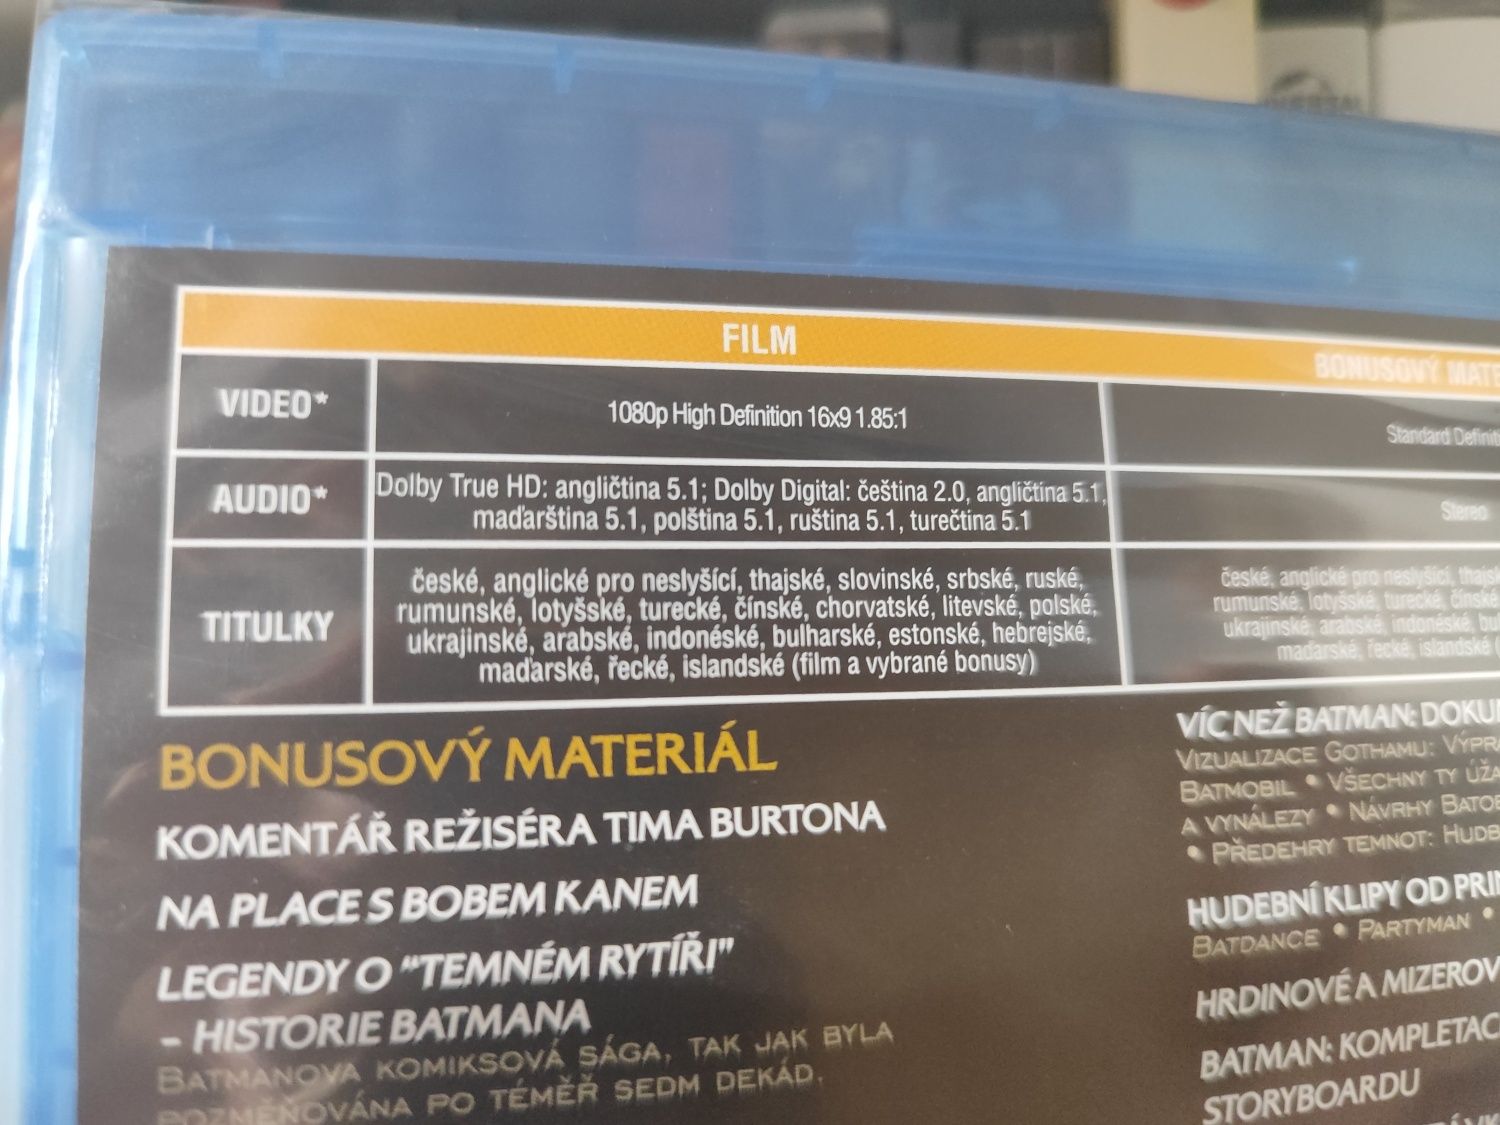 FILM
BONUSOVÝ
VIDEO*
1080p High Definition 16x9 1.85:1
Standard
AUDIO*
Dolby True HD: angličtina 5.1; Dolby Digital: čeština 2.0, angličtina 5.1,
maďarština 5.1, polština 5.1, ruština 5.1, turečtina 5.1
Stereo
TITULKY
české, anglické pro neslyšící, thajské, slovinské, srbské, ruské,
rumunské, lotyšské, turecké, čínské, chorvatské, litevské, polské,
ukrajinské, arabské, indonéské, bulharské, estonské, hebrejské,
maďarské, řecké, islandské (film a vybrané bonusy)
české, anglické pro neslyšící,
rumunské, lotyšské, turecké, čínské
ukrajinské, arabské, indonéské,
maďarské, řecké, islandské
BONUSOVÝ MATERIÁL
KOMENTÁŘ REŽISÉRA TIMA BURTONA
NA PLACE S BOBEM KANEM
LEGENDY O "TEMNÉM RYTÍŘI"
– HISTORIE BATMANA
BATMANOVA KOMIKSOVÁ SÁGA, TAK JAK BYLA
POZMĚŇOVÁNA PO TÉMĚŘ SEDM DEKÁD.
VÍC NEŽ BATMAN:
VIZUALIZACE GOTHAMU:
BATMOBIL • VŠECHNY TY
A VYNÁLEZY • NÁVRHY
• PŘEDEHRY TEMNOT:
HUDEBNÍ KLIPY OD
BATDANCE • PARTYMAN •
HRDINOVÉ A
BATMAN:
STORYBOARDU